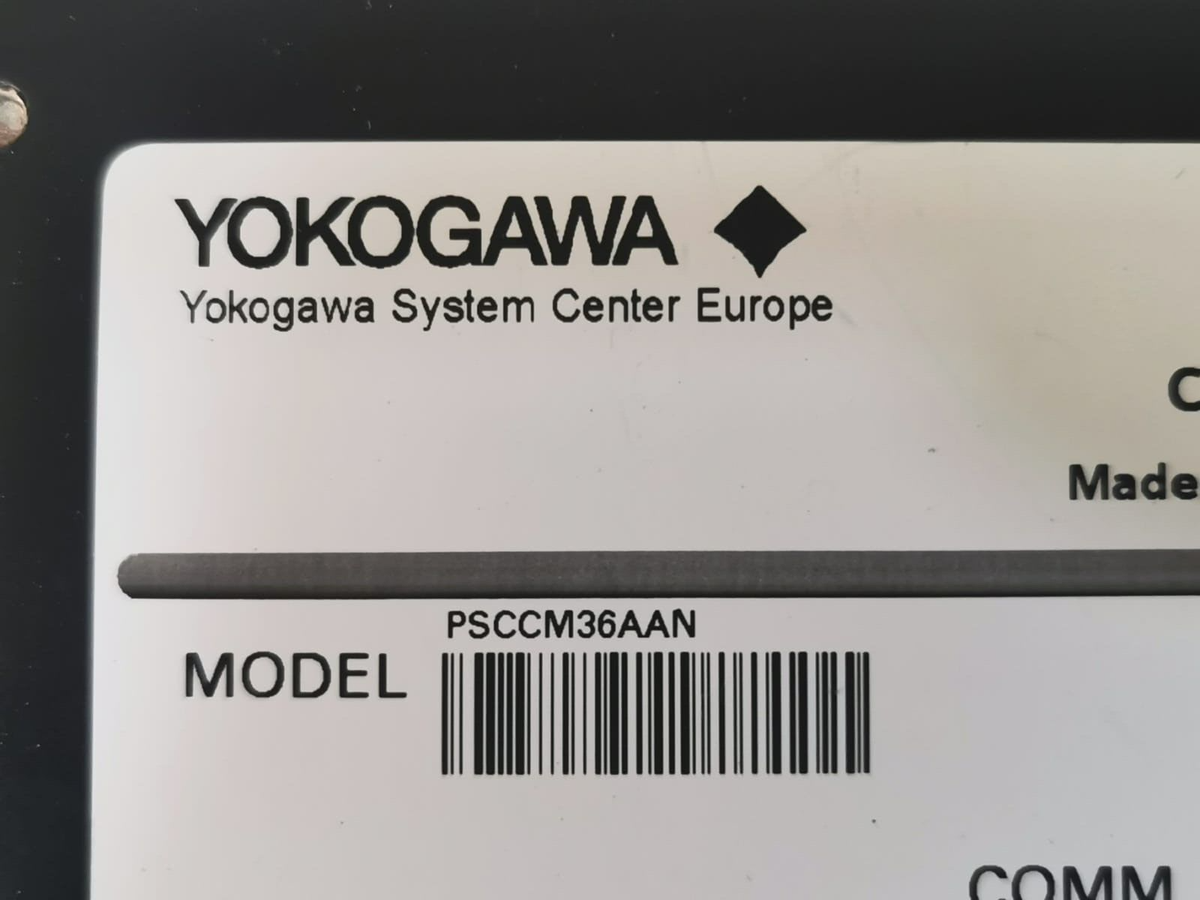 YOKOGAWA
Yokogawa System Center Europe
C
Made
PSCCM36AAN
MODEL
COMM